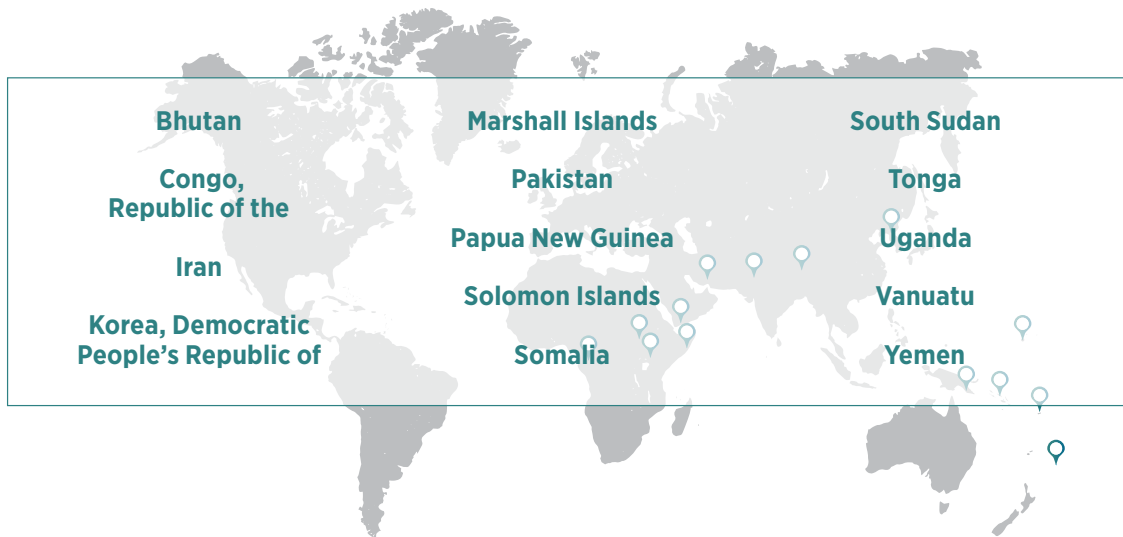 Bhutan
Congo,
Republic of the
Iran
Korea, Democratic
People’s Republic of
Marshall Islands
Pakistan
Papua New Guinea
Solomon Islands
Somalia
South Sudan
Tonga
Uganda
Vanuatu
Yemen